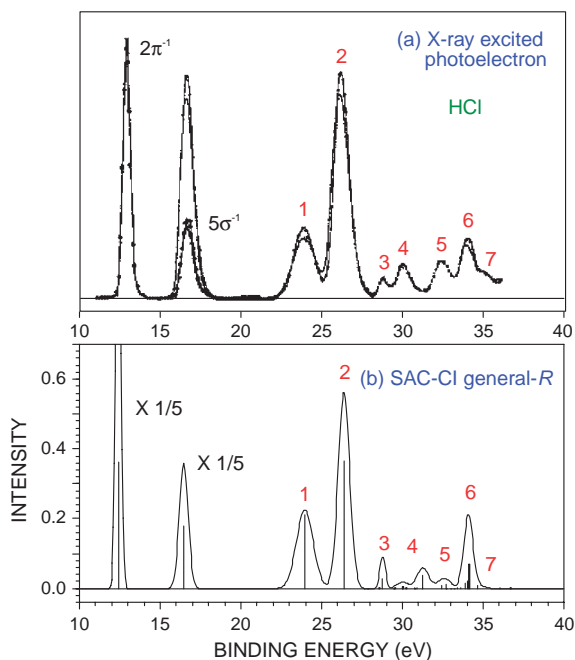 (a) X-ray excited
photoelectron
2π⁻¹
HCl
5σ⁻¹
1
2
3
4
5
6
7
10 15 20 25 30 35 40
(b) SAC-CI general-R
X 1/5
X 1/5
1
2
3
4
5
6
7
INTENSITY
0.6
0.4
0.2
0.0
10 15 20 25 30 35 40
BINDING ENERGY (eV)